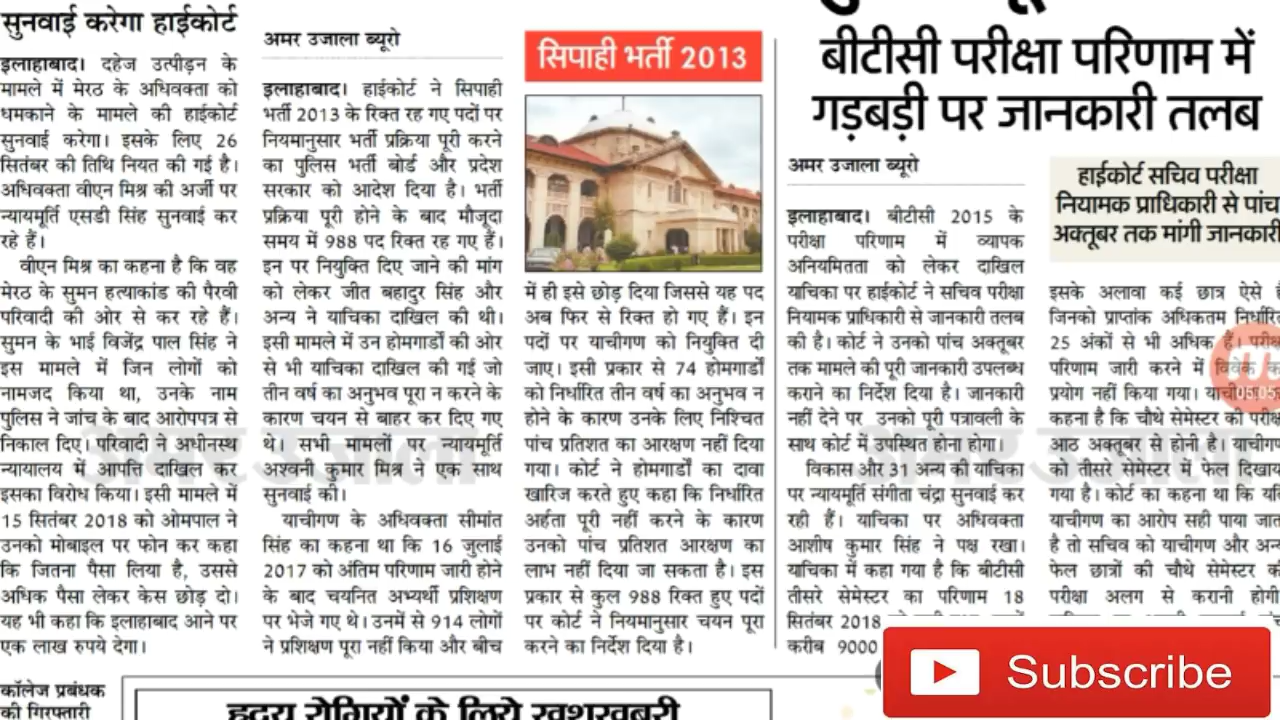 सुनवाई करेगा हाईकोर्ट
इलाहाबाद। दहेज उत्पीड़न के
मामले में मेरठ के अधिवक्ता को
धमकाने के मामले की हाईकोर्ट
सुनवाई करेगा। इसके लिए 26
सितंबर की तिथि नियत की गई है।
अधिवक्ता वीएन मिश्र की अर्जी पर
न्यायमूर्ति एसडी सिंह सुनवाई कर
रहे हैं।
वीएन मिश्र का कहना है कि वह
मेरठ के सुमन हत्याकांड की पैरवी
परिवादी की ओर से कर रहे हैं।
सुमन के भाई विजेंद्र पाल सिंह ने
इस मामले में जिन लोगों को
नामजद किया था, उनके नाम
पुलिस ने जांच के बाद आरोपपत्र से
निकाल दिए। परिवादी ने अधीनस्थ
न्यायालय में आपत्ति दाखिल कर
इसका विरोध किया। इसी मामले में
15 सितंबर 2018 को ओमपाल ने
उनको मोबाइल पर फोन कर कहा
कि जितना पैसा लिया है, उससे
अधिक पैसा लेकर केस छोड़ दो।
यह भी कहा कि इलाहाबाद आने पर
एक लाख रुपये देगा।
कॉलेज प्रबंधक
की गिरफ्तारी
अमर उजाला ब्यूरो
इलाहाबाद। हाईकोर्ट ने सिपाही
भर्ती 2013 के रिक्त रह गए पदों पर
नियमानुसार भर्ती प्रक्रिया पूरी करने
का पुलिस भर्ती बोर्ड और प्रदेश
सरकार को आदेश दिया है। भर्ती
प्रक्रिया पूरी होने के बाद मौजूदा
समय में 988 पद रिक्त रह गए हैं।
इन पर नियुक्ति दिए जाने की मांग
को लेकर जीत बहादुर सिंह और
अन्य ने याचिका दाखिल की थी।
इसी मामले में उन होमगार्डों की ओर
से भी याचिका दाखिल की गई जो
तीन वर्ष का अनुभव पूरा न करने के
कारण चयन से बाहर कर दिए गए
थे। सभी मामलों पर न्यायमूर्ति
अश्वनी कुमार मिश्र ने एक साथ
सुनवाई की।
याचीगण के अधिवक्ता सीमांत
सिंह का कहना था कि 16 जुलाई
2017 को अंतिम परिणाम जारी होने
के बाद चयनित अभ्यर्थी प्रशिक्षण
पर भेजे गए थे। उनमें से 914 लोगों
ने प्रशिक्षण पूरा नहीं किया और बीच
सिपाही भर्ती 2013
में ही इसे छोड़ दिया जिससे यह पद
अब फिर से रिक्त हो गए हैं। इन
पदों पर याचीगण को नियुक्ति दी
जाए। इसी प्रकार से 74 होमगार्डों
को निर्धारित तीन वर्ष का अनुभव न
होने के कारण उनके लिए निश्चित
पांच प्रतिशत का आरक्षण नहीं दिया
गया। कोर्ट ने होमगार्डों का दावा
खारिज करते हुए कहा कि निर्धारित
अर्हता पूरी नहीं करने के कारण
उनको पांच प्रतिशत आरक्षण का
लाभ नहीं दिया जा सकता है। इस
प्रकार से कुल 988 रिक्त हुए पदों
पर कोर्ट ने नियमानुसार चयन पूरा
करने का निर्देश दिया है।
हृदय रोगियों के लिये खुशखबरी
बीटीसी परीक्षा परिणाम में
गड़बड़ी पर जानकारी तलब
अमर उजाला ब्यूरो
इलाहाबाद। बीटीसी 2015 के
परीक्षा परिणाम में व्यापक
अनियमितता को लेकर दाखिल
याचिका पर हाईकोर्ट ने सचिव परीक्षा
नियामक प्राधिकारी से जानकारी तलब
की है। कोर्ट ने उनको पांच अक्तूबर
तक मामले की पूरी जानकारी उपलब्ध
कराने का निर्देश दिया है। जानकारी
नहीं देने पर उनको पूरी पत्रावली के
साथ कोर्ट में उपस्थित होना होगा।
विकास और 31 अन्य की याचिका
पर न्यायमूर्ति संगीता चंद्रा सुनवाई कर
रही हैं। याचिका पर अधिवक्ता
आशीष कुमार सिंह ने पक्ष रखा।
याचिका में कहा गया है कि बीटीसी
तीसरे सेमेस्टर का परिणाम 18
सितंबर 2018
करीब 9000
हाईकोर्ट सचिव परीक्षा
नियामक प्राधिकारी से पांच
अक्तूबर तक मांगी जानकारी
इसके अलावा कई छात्र ऐसे
जिनको प्राप्तांक अधिकतम निर्धारित
25 अंकों से भी अधिक है।
परिणाम जारी करने में विवेक
प्रयोग नहीं किया गया।
कहना है कि चौथे सेमेस्टर की
आठ अक्तूबर से होनी है। याचीगण
को तीसरे सेमेस्टर में फेल
गया है। कोर्ट का कहना था कि यदि
याचीगण का आरोप सही पाया
है तो सचिव को याचीगण और
फेल छात्रों की चौथे सेमेस्टर
परीक्षा अलग से करानी होगी
अमर उजाला
अमर उजाला
05:05
Subscribe